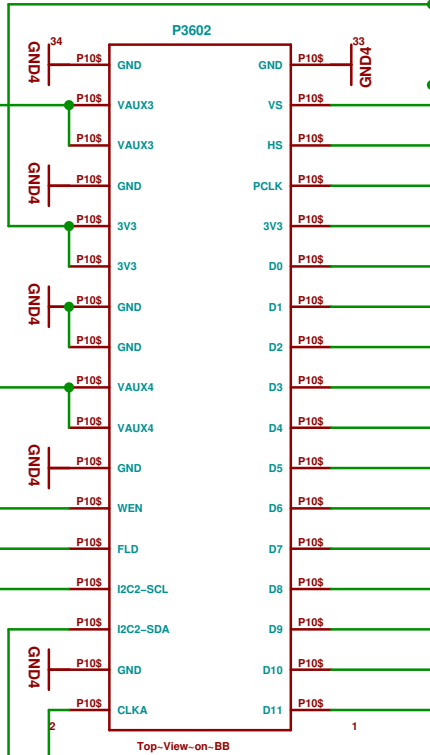 P3602
34 33
GND4 P10$ GND GND P10$ GND4
P10$ VAUX3 VS P10$
P10$ VAUX3 HS P10$
GND4 P10$ GND PCLK P10$
P10$ 3V3 3V3 P10$
P10$ 3V3 D0 P10$
GND4 P10$ GND D1 P10$
P10$ GND D2 P10$
P10$ VAUX4 D3 P10$
P10$ VAUX4 D4 P10$
GND4 P10$ GND D5 P10$
P10$ WEN D6 P10$
P10$ FLD D7 P10$
P10$ I2C2−SCL D8 P10$
P10$ I2C2−SDA D9 P10$
GND4 P10$ GND D10 P10$
P10$ CLKA D11 P10$
2 1
Top~View~on~BB